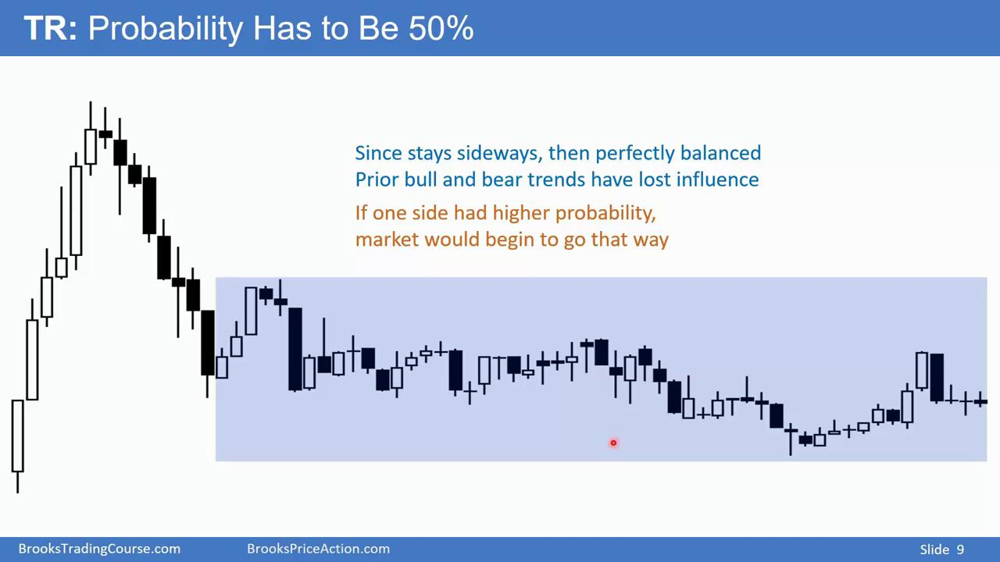 TR: Probability Has to Be 50%
Since stays sideways, then perfectly balanced
Prior bull and bear trends have lost influence
If one side had higher probability,
market would begin to go that way
BrooksTradingCourse.com
BrooksPriceAction.com
Slide 9